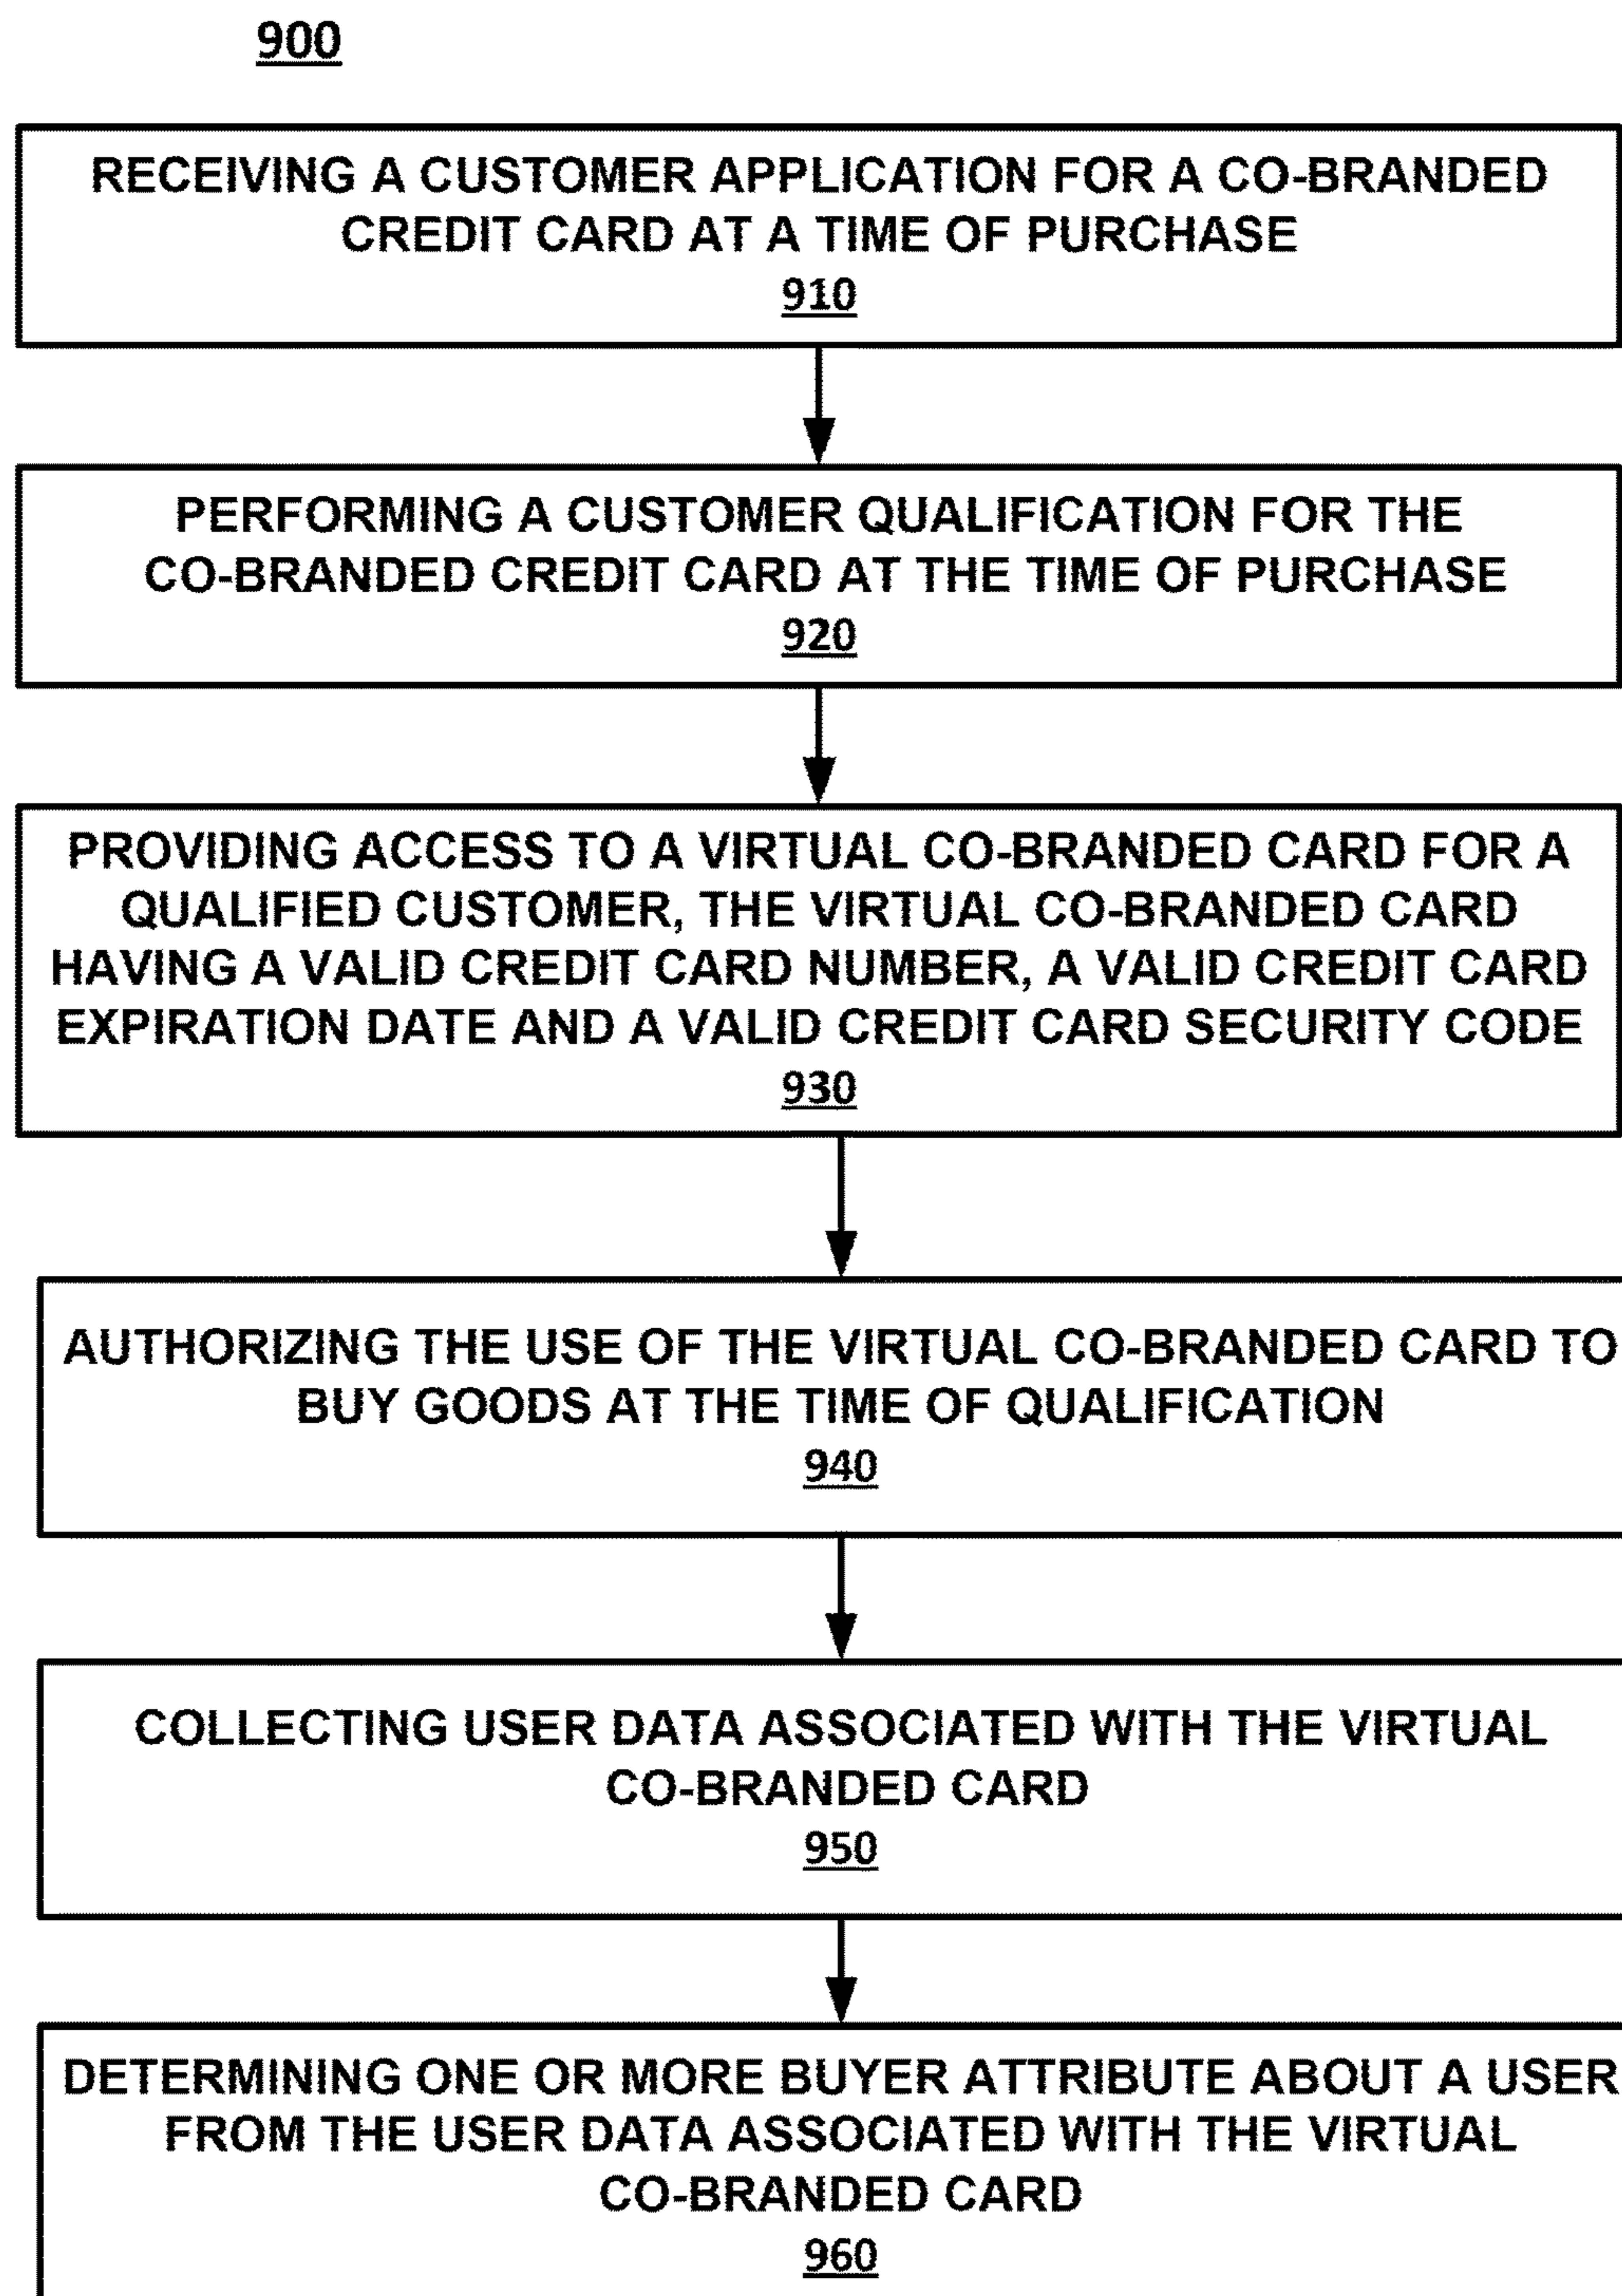 900
RECEIVING A CUSTOMER APPLICATION FOR A CO-BRANDED
CREDIT CARD AT A TIME OF PURCHASE
910
PERFORMING A CUSTOMER QUALIFICATION FOR THE
CO-BRANDED CREDIT CARD AT THE TIME OF PURCHASE
920
PROVIDING ACCESS TO A VIRTUAL CO-BRANDED CARD FOR A
QUALIFIED CUSTOMER, THE VIRTUAL CO-BRANDED CARD
HAVING A VALID CREDIT CARD NUMBER, A VALID CREDIT CARD
EXPIRATION DATE AND A VALID CREDIT CARD SECURITY CODE
930
AUTHORIZING THE USE OF THE VIRTUAL CO-BRANDED CARD TO
BUY GOODS AT THE TIME OF QUALIFICATION
940
COLLECTING USER DATA ASSOCIATED WITH THE VIRTUAL
CO-BRANDED CARD
950
DETERMINING ONE OR MORE BUYER ATTRIBUTE ABOUT A USER
FROM THE USER DATA ASSOCIATED WITH THE VIRTUAL
CO-BRANDED CARD
960